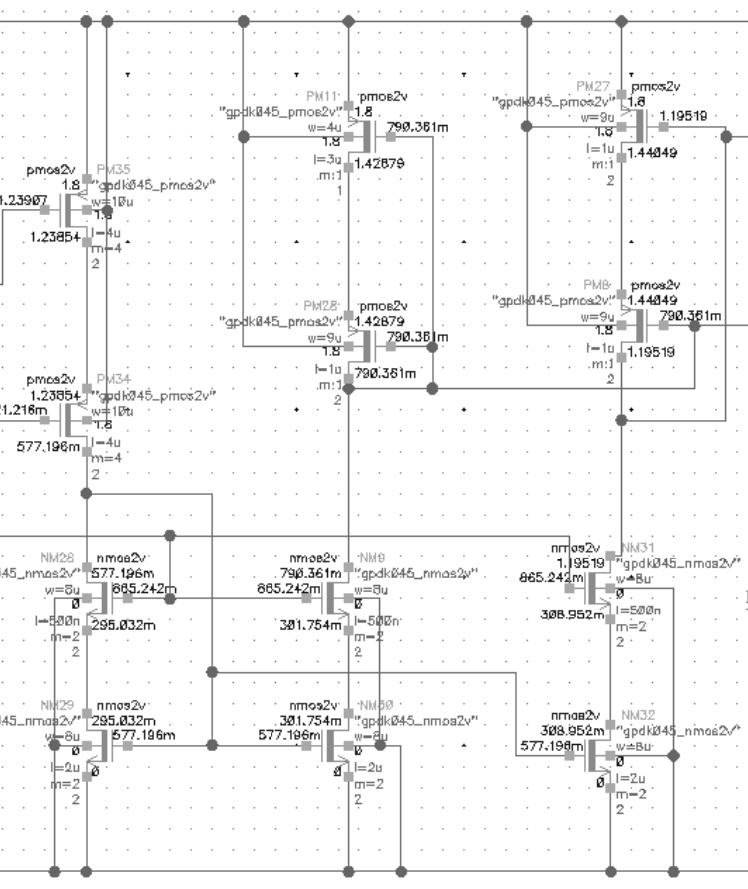 PM11 pmos2v
"gpdk045_pmos2v"
1.8
w=4u
790.361m
1.8
l=3u
1.42879
m:1
1
PM27 pmos2v
"gpdk045_pmos2v"
1.8
w=9u
1.19519
1.8
l=1u
1.44049
m:1
2
pmos2v PM35
1.8 "gpdk045_pmos2v"
1.23907
w=10u
1.8
1.23854 l=4u
m=4
2
PM28 pmos2v
"gpdk045_pmos2v"
1.42879
w=9u
790.361m
1.8
l=1u
790.361m
m:1
2
PM8 pmos2v
"gpdk045_pmos2v"
1.44049
w=9u
790.361m
1.8
l=1u
1.19519
m:1
2
pmos2v PM34
1.23854 "gpdk045_pmos2v"
w=10u
1.216m
1.8
577.196m l=4u
m=4
2
NM28 nmos2v
45_nmos2v" 577.196m
w=8u
865.242m
0
l=500n
295.032m
m=2
2
nmos2v NM9
790.361m "gpdk045_nmos2v"
865.242m w=8u
0
l=500n
301.754m m=2
2
nmos2v NM31
1.19519 "gpdk045_nmos2v"
865.242m w=8u
0
l=500n
308.952m m=2
2
NM29 nmos2v
45_nmos2v" 295.032m
w=8u
577.196m
0
l=2u
0
m=2
2
nmos2v NM30
301.754m "gpdk045_nmos2v"
577.196m w=8u
0
l=2u
0 m=2
2
nmos2v NM32
308.952m "gpdk045_nmos2v"
577.196m w=8u
0
l=2u
0 m=2
2